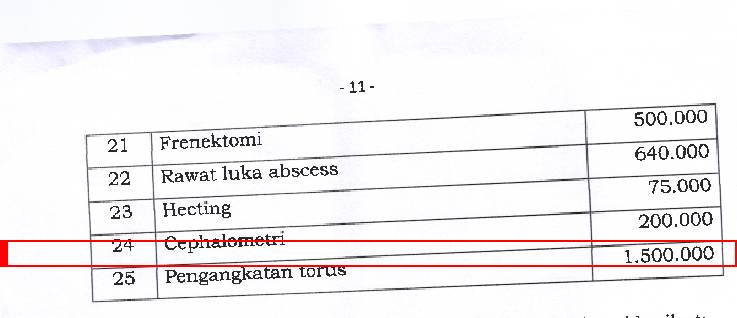 - 11 -
21 Frenektomi 500.000
22 Rawat luka abscess 640.000
23 Hecting 75.000
24 Cephalometri 200.000
25 Pengangkatan torus 1.500.000